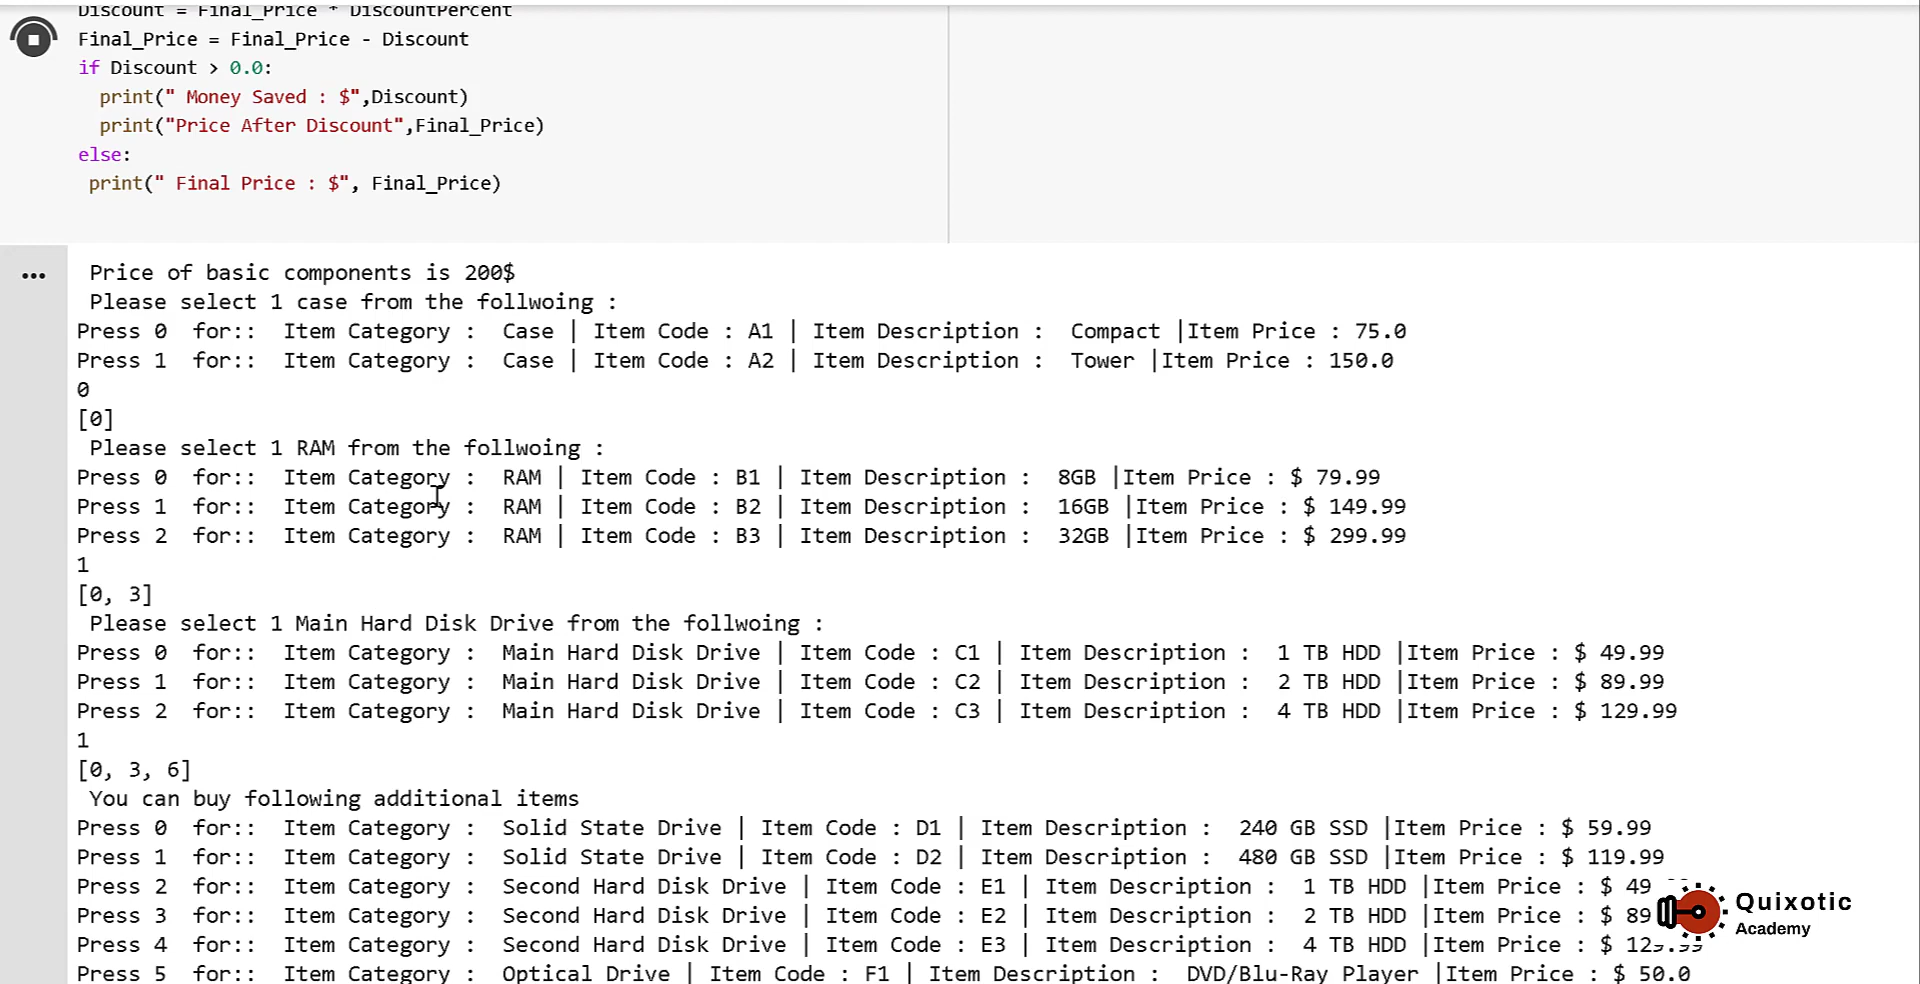 Discount = Final_Price * DiscountPercent
Final_Price = Final_Price - Discount
if Discount > 0.0:
print(" Money Saved : $",Discount)
print("Price After Discount",Final_Price)
else:
print(" Final Price : $", Final_Price)
Price of basic components is 200$
Please select 1 case from the follwoing :
Press 0  for::  Item Category :  Case | Item Code : A1 | Item Description :  Compact |Item Price : 75.0
Press 1  for::  Item Category :  Case | Item Code : A2 | Item Description :  Tower |Item Price : 150.0
0
[0]
Please select 1 RAM from the follwoing :
Press 0  for::  Item Category :  RAM | Item Code : B1 | Item Description :  8GB |Item Price : $ 79.99
Press 1  for::  Item Category :  RAM | Item Code : B2 | Item Description :  16GB |Item Price : $ 149.99
Press 2  for::  Item Category :  RAM | Item Code : B3 | Item Description :  32GB |Item Price : $ 299.99
1
[0, 3]
Please select 1 Main Hard Disk Drive from the follwoing :
Press 0  for::  Item Category :  Main Hard Disk Drive | Item Code : C1 | Item Description :  1 TB HDD |Item Price : $ 49.99
Press 1  for::  Item Category :  Main Hard Disk Drive | Item Code : C2 | Item Description :  2 TB HDD |Item Price : $ 89.99
Press 2  for::  Item Category :  Main Hard Disk Drive | Item Code : C3 | Item Description :  4 TB HDD |Item Price : $ 129.99
1
[0, 3, 6]
You can buy following additional items
Press 0  for::  Item Category :  Solid State Drive | Item Code : D1 | Item Description :  240 GB SSD |Item Price : $ 59.99
Press 1  for::  Item Category :  Solid State Drive | Item Code : D2 | Item Description :  480 GB SSD |Item Price : $ 119.99
Press 2  for::  Item Category :  Second Hard Disk Drive | Item Code : E1 | Item Description :  1 TB HDD |Item Price : $ 49
Press 3  for::  Item Category :  Second Hard Disk Drive | Item Code : E2 | Item Description :  2 TB HDD |Item Price : $ 89
Press 4  for::  Item Category :  Second Hard Disk Drive | Item Code : E3 | Item Description :  4 TB HDD |Item Price : $ 129.99
Press 5  for::  Item Category :  Optical Drive | Item Code : F1 | Item Description :  DVD/Blu-Ray Player |Item Price : $ 50.0
Quixotic
Academy